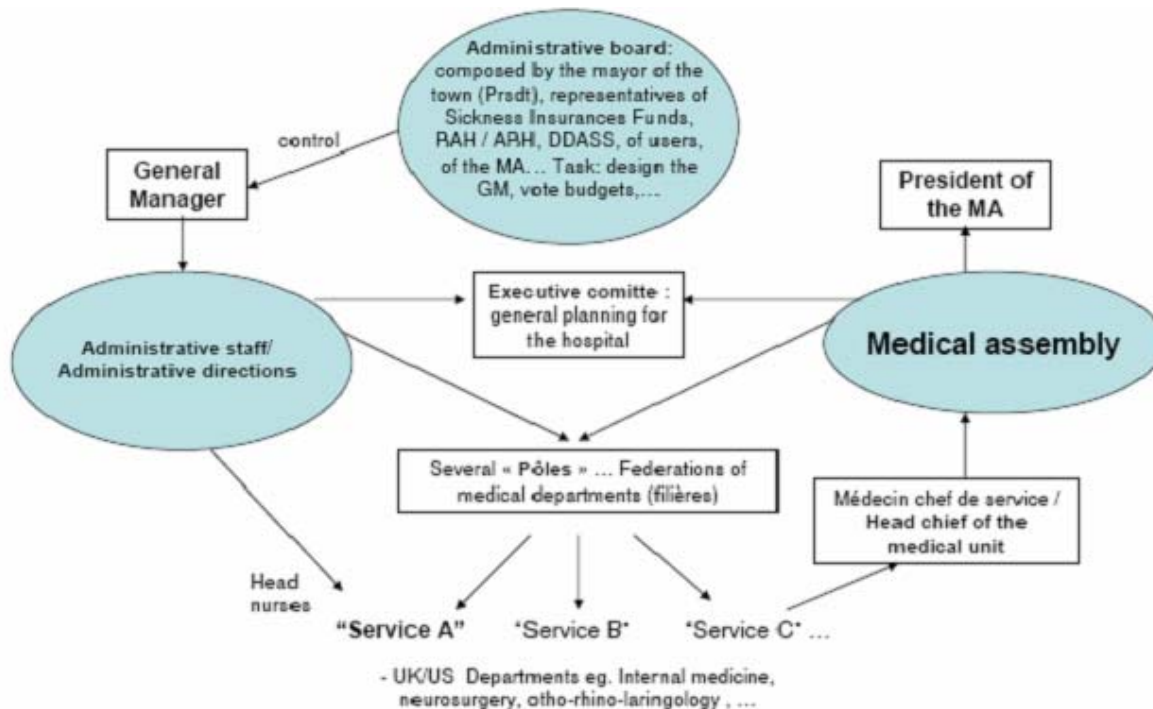 Administrative board:
composed by the mayor of the
town (Prsdt), representatives of
Sickness Insurances Funds,
RAH / ARHI, DDASS, of users,
of the MA... Task: design the
GM, vote budgets,...
control
General
Manager
President of
the MA
Executive comitte :
general planning for
the hospital
Administrative staff/
Administrative directions
Medical assembly
Several « Pôles » ... Federations of
medical departments (filières)
Médecin chef de service /
Head chief of the
medical unit
Head
nurses
“Service A”
"Service B"
"Service C" ...
- UK/US Departments eg. Internal medicine,
neurosurgery, otho-rhino-laringology , ...